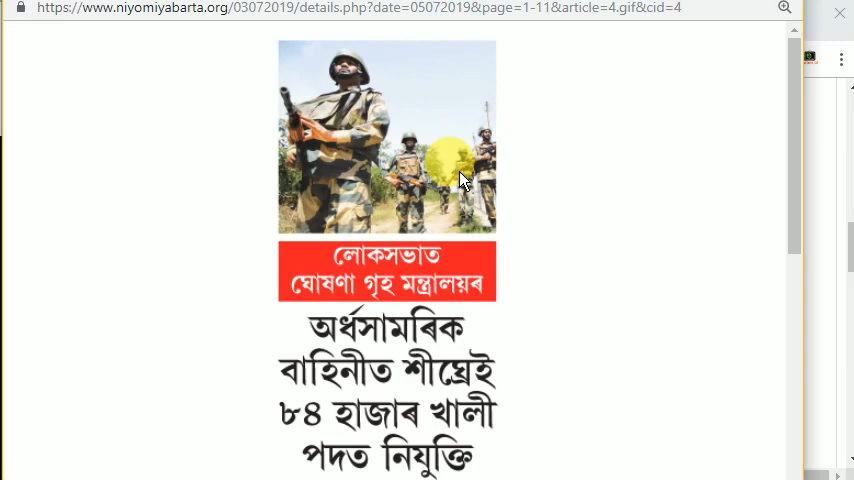 https://www.niyomiyabarta.org/03072019/details.php?date=05072019&page=1-11&article=4.gif&cid=4
লোকসভাত
ঘোষণা গৃহ মন্ত্ৰালয়ৰ
অৰ্ধসামৰিক
বাহিনীত শীঘ্ৰেই
৮৪ হাজাৰ খালী
পদত নিযুক্তি